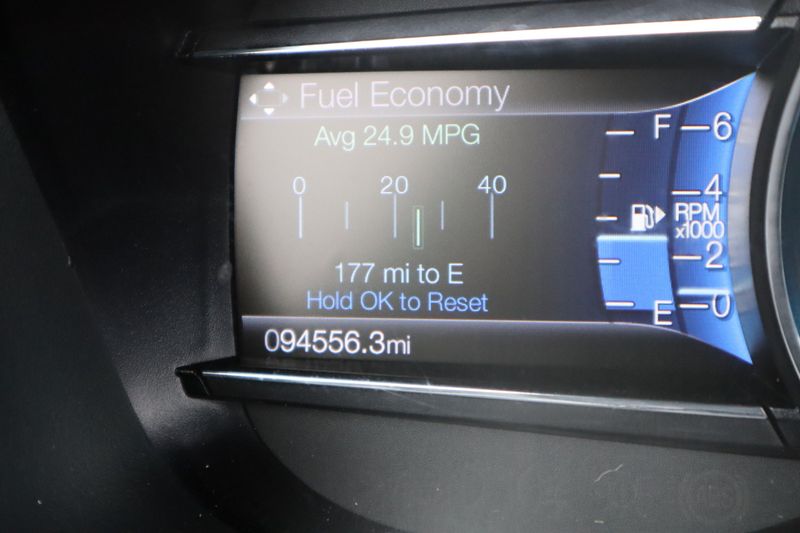 Fuel Economy
Avg 24.9 MPG
0 20 40
177 mi to E
Hold OK to Reset
094556.3mi
F
E
6
4
RPM
x1000
2
0